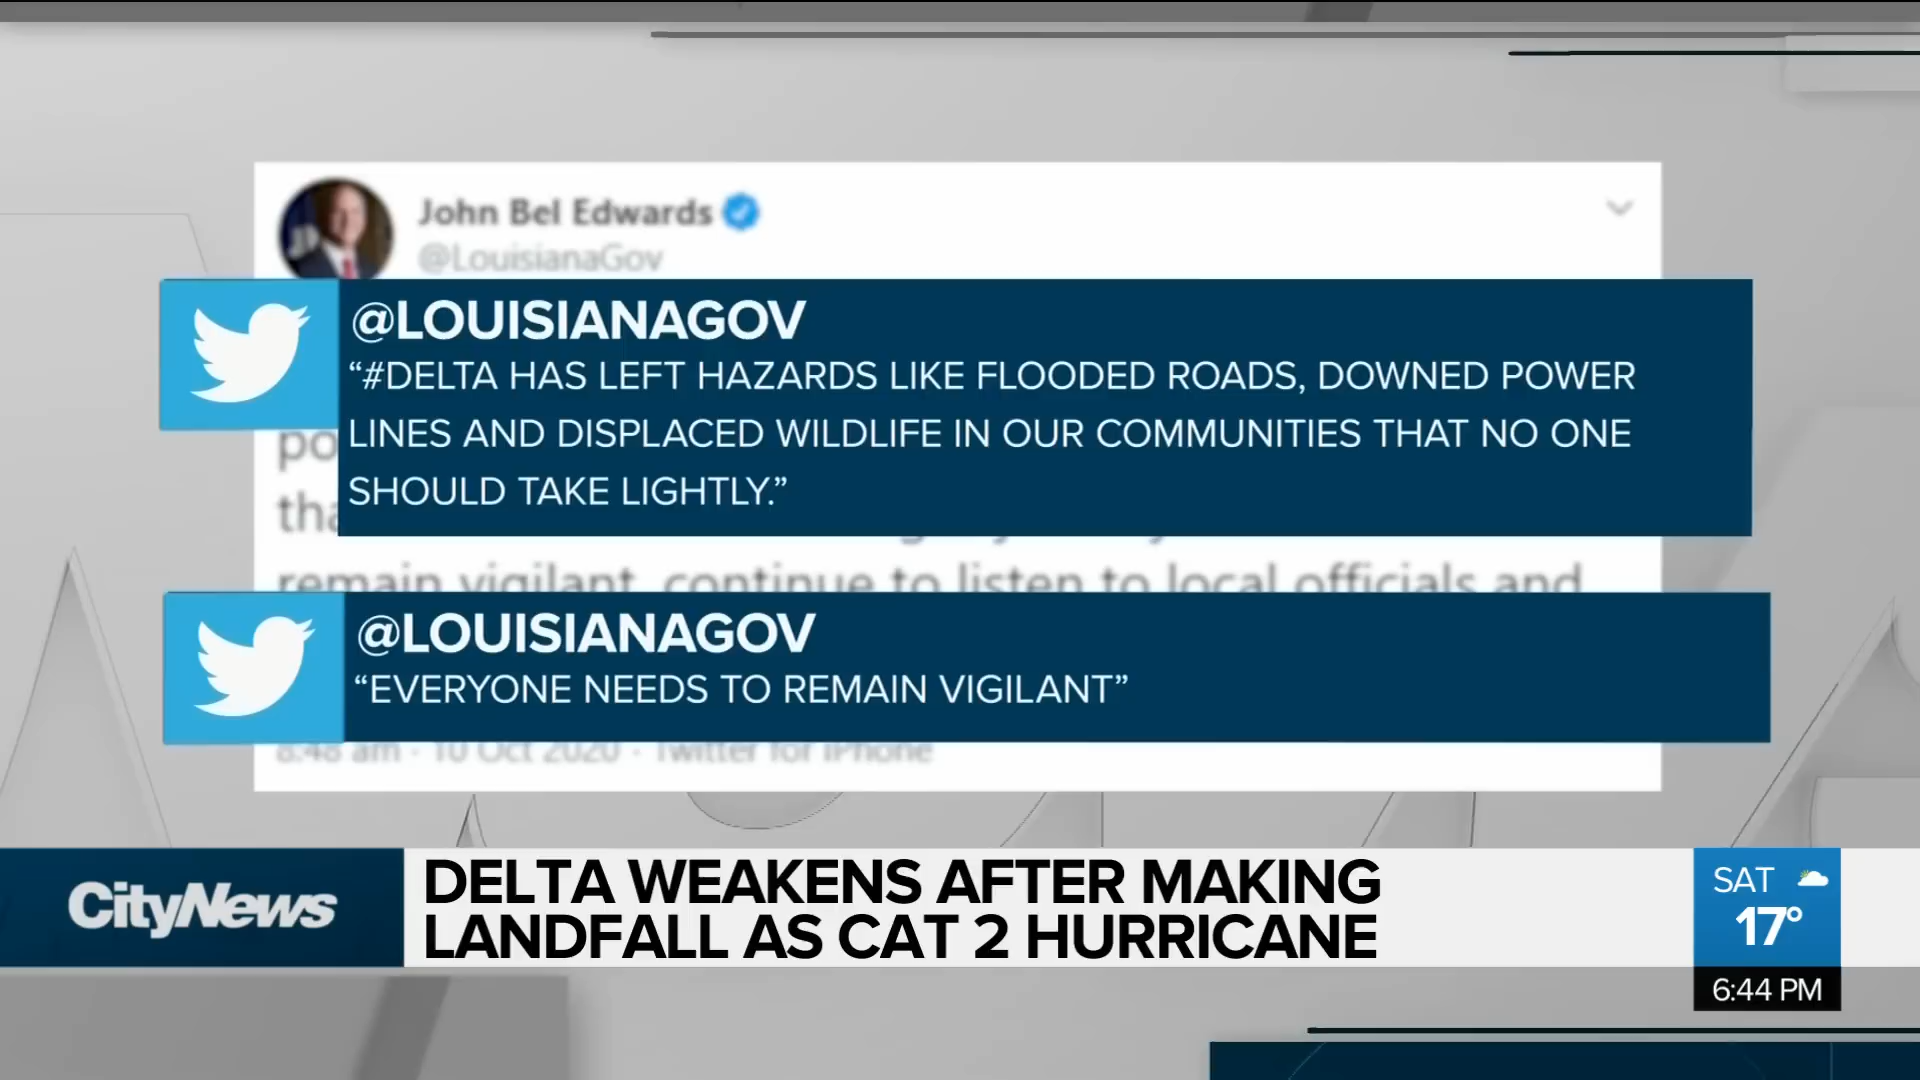 John Bel Edwards
@LouisianaGov
@LOUISIANAGOV
“#DELTA HAS LEFT HAZARDS LIKE FLOODED ROADS, DOWNED POWER
LINES AND DISPLACED WILDLIFE IN OUR COMMUNITIES THAT NO ONE
SHOULD TAKE LIGHTLY.”
remain vigilant, continue to listen to local officials and
@LOUISIANAGOV
“EVERYONE NEEDS TO REMAIN VIGILANT”
8:48 am · 10 Oct 2020 · Twitter for iPhone
CityNews
DELTA WEAKENS AFTER MAKING
LANDFALL AS CAT 2 HURRICANE
SAT
17°
6:44 PM